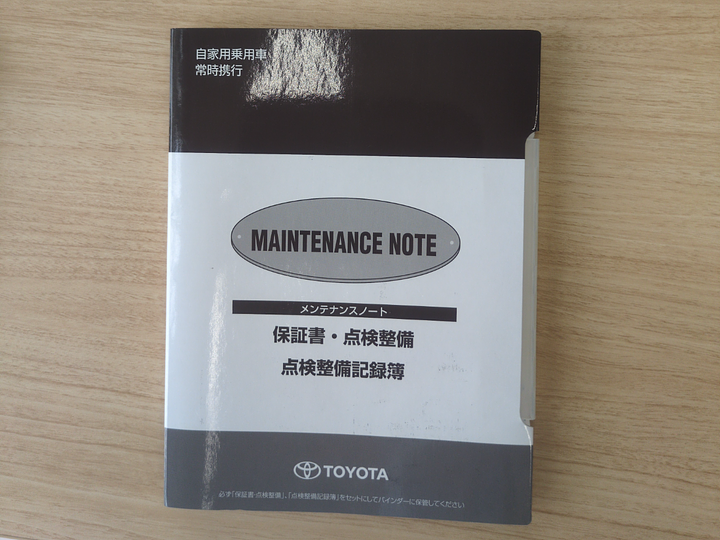 自家用乗用車
常時携行
MAINTENANCE NOTE
メンテナンスノート
保証書・点検整備
点検整備記録簿
TOYOTA
必ず「保証書・点検整備」、「点検整備記録簿」をセットにしてバインダーに保管してください